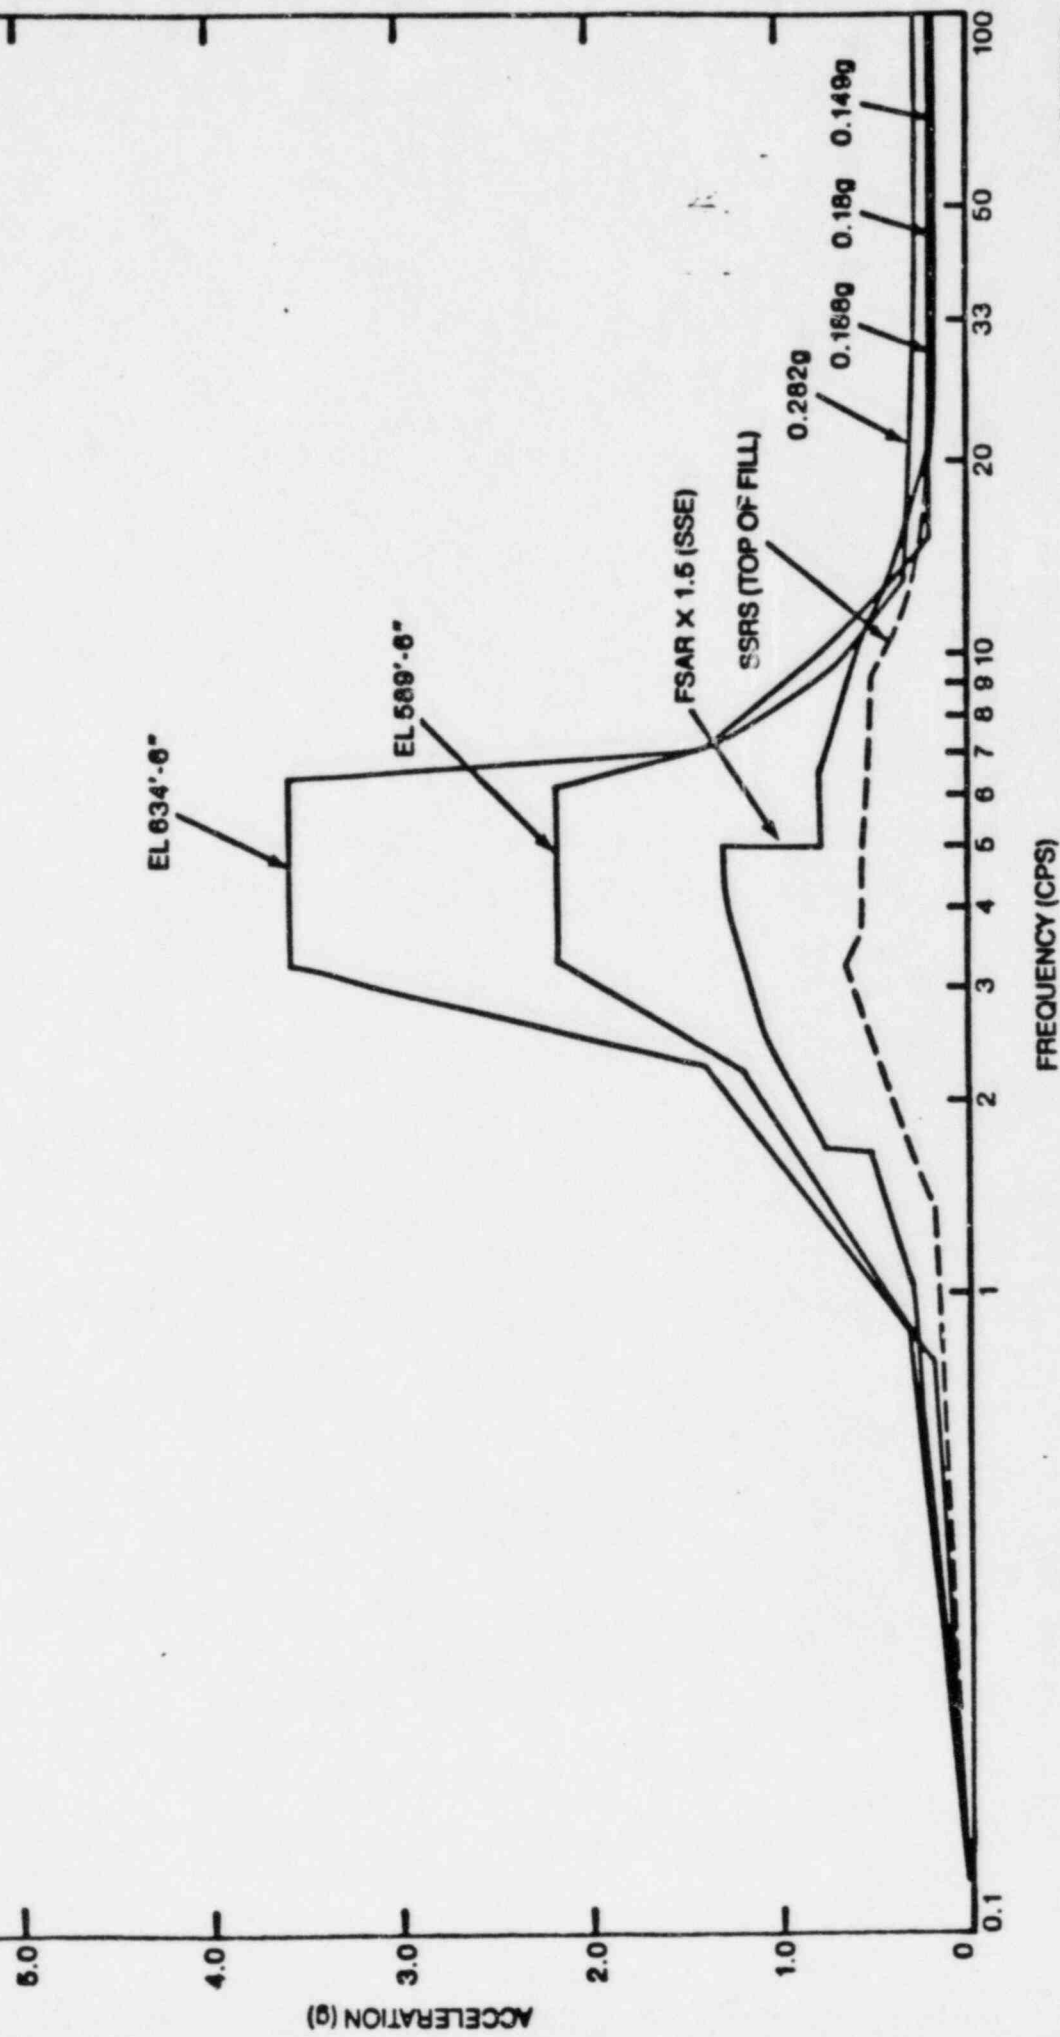 5.0
4.0
3.0
2.0
1.0
0
ACCELERATION (g)
EL 634'-6"
EL 589'-6"
FSAR X 1.5 (SSE)
SSRS (TOP OF FILL)
0.282g
0.188g
0.18g
0.149g
0.1
1
2
3
4
5
6
7
8
9
10
20
33
50
100
FREQUENCY (CPS)